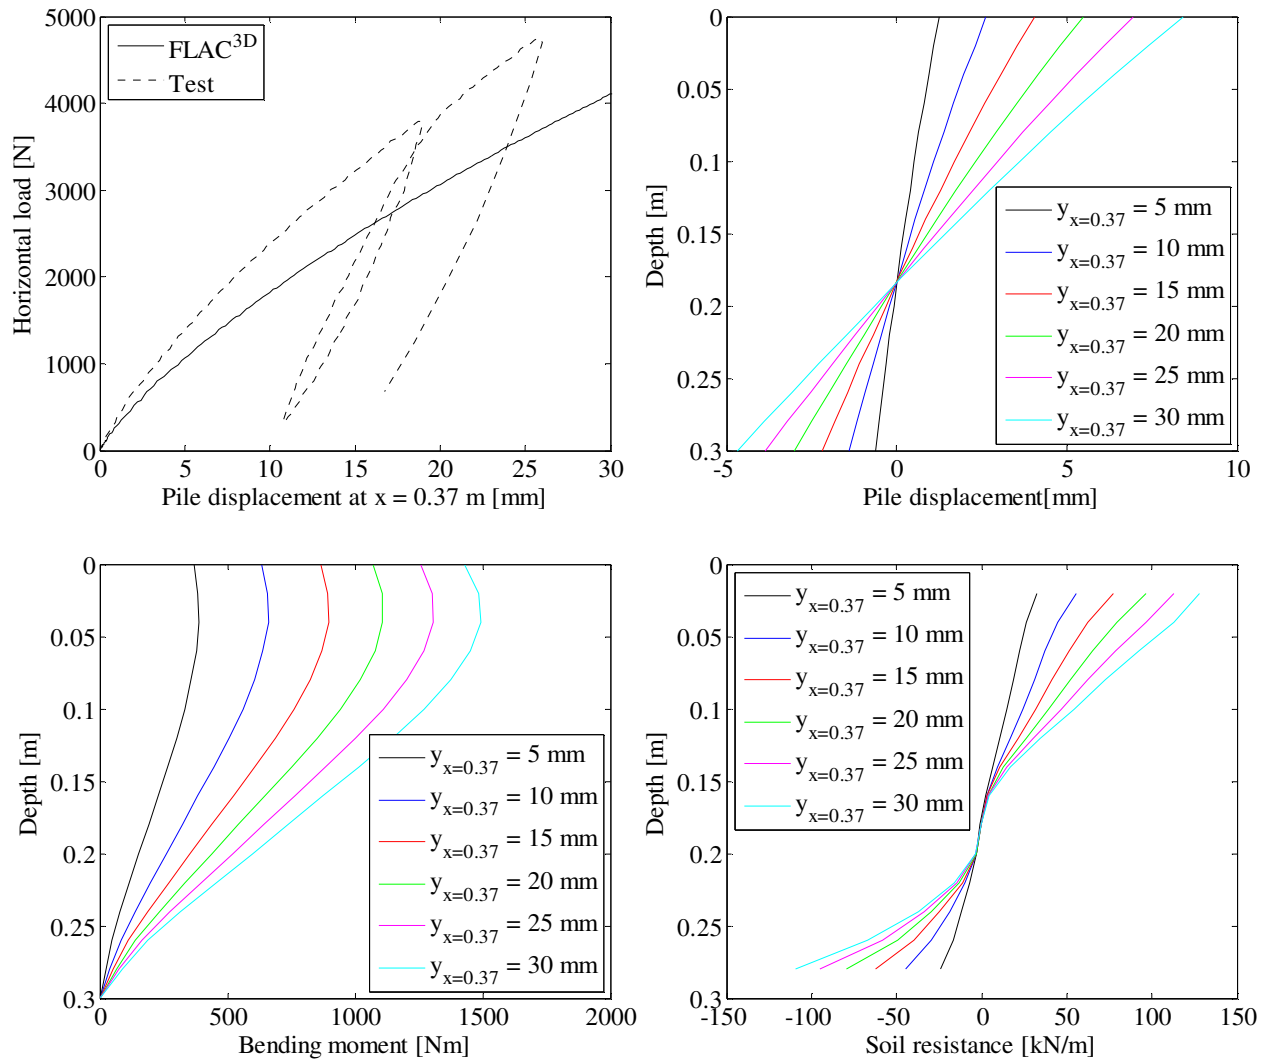 5000
4000
3000
2000
1000
0
Horizontal load [N]
FLAC3D
Test
0 5 10 15 20 25 30
Pile displacement at x = 0.37 m [mm]
0
0.05
0.1
0.15
0.2
0.25
0.3
Depth [m]
yx=0.37 = 5 mm
yx=0.37 = 10 mm
yx=0.37 = 15 mm
yx=0.37 = 20 mm
yx=0.37 = 25 mm
yx=0.37 = 30 mm
-5 0 5 10
Pile displacement[mm]
0
0.05
0.1
0.15
0.2
0.25
0.3
Depth [m]
yx=0.37 = 5 mm
yx=0.37 = 10 mm
yx=0.37 = 15 mm
yx=0.37 = 20 mm
yx=0.37 = 25 mm
yx=0.37 = 30 mm
0 500 1000 1500 2000
Bending moment [Nm]
0
0.05
0.1
0.15
0.2
0.25
0.3
Depth [m]
yx=0.37 = 5 mm
yx=0.37 = 10 mm
yx=0.37 = 15 mm
yx=0.37 = 20 mm
yx=0.37 = 25 mm
yx=0.37 = 30 mm
-150 -100 -50 0 50 100 150
Soil resistance [kN/m]